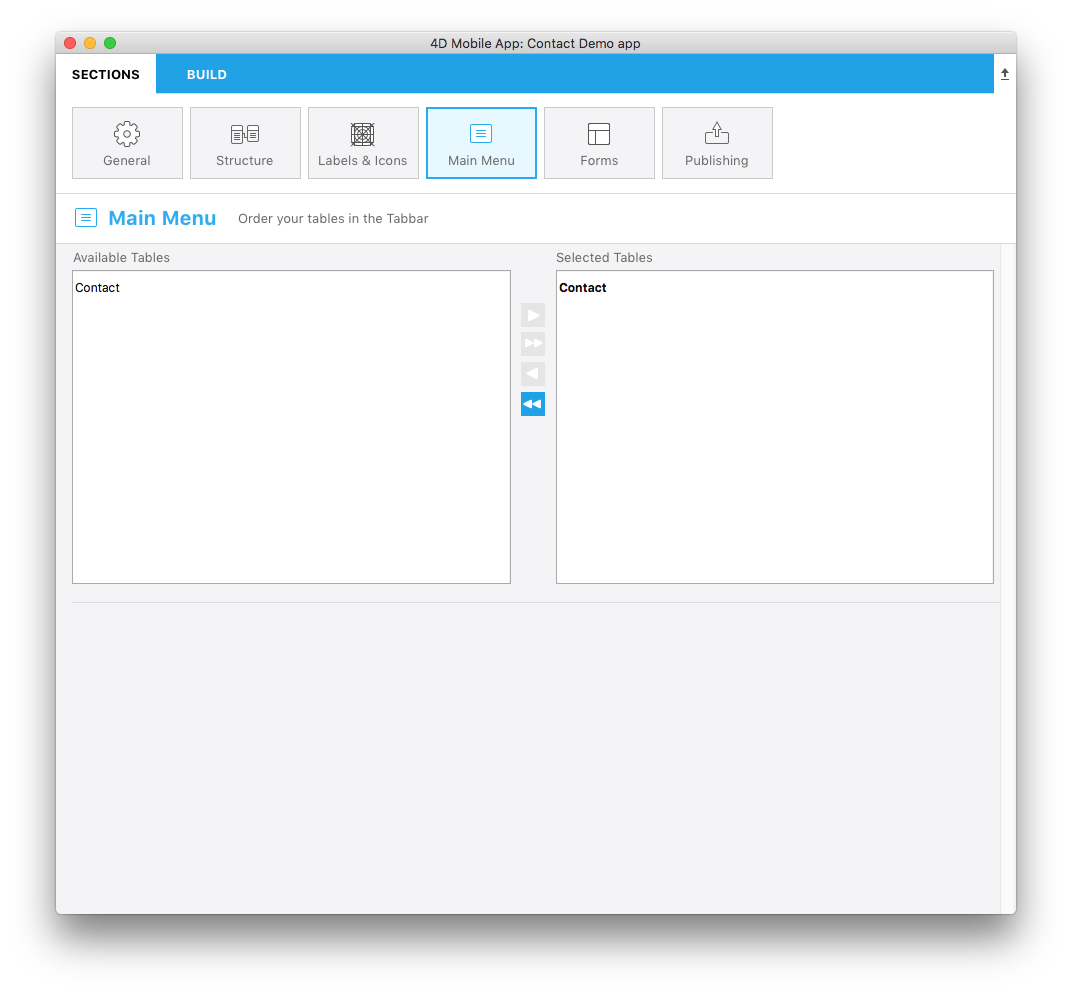 4D Mobile App: Contact Demo app
SECTIONS BUILD
General Structure Labels & Icons Main Menu Forms Publishing
Main Menu Order your tables in the Tabbar
Available Tables Selected Tables
Contact Contact